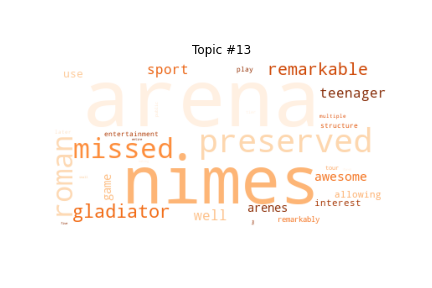 Topic #13
use
sport
play
remarkable
arena
teenager
multiple
structure
entertainment
missed
preserved
roman
nimes
tour
awesome
game
allowing
gladiator
well
arenes
interest
remarkably